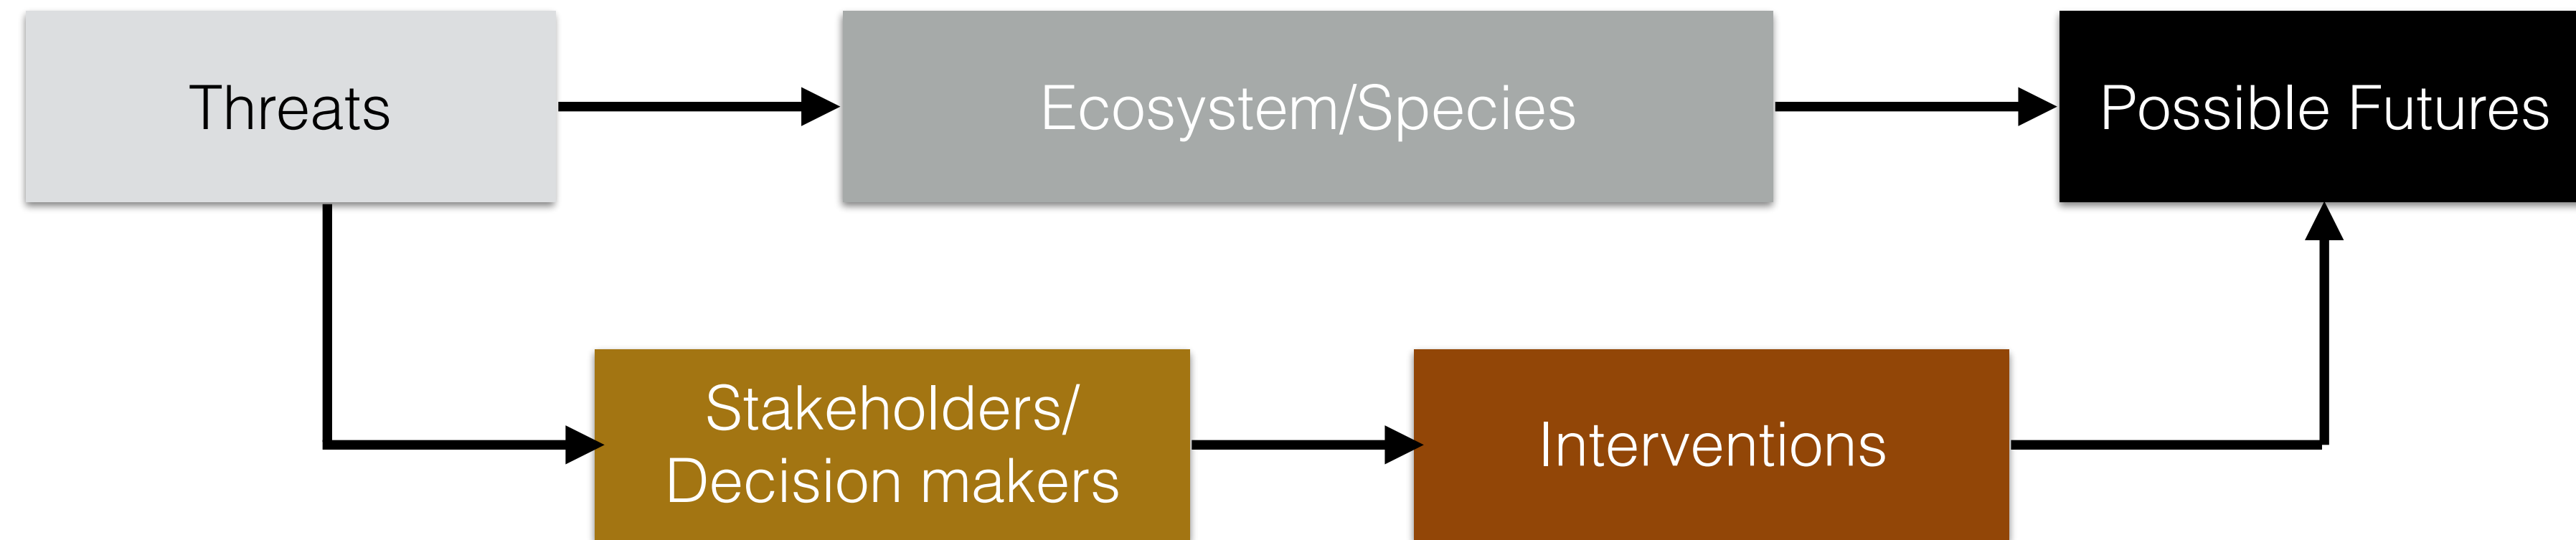 Threats
Ecosystem/Species
Possible Futures
Stakeholders/
Decision makers
Interventions